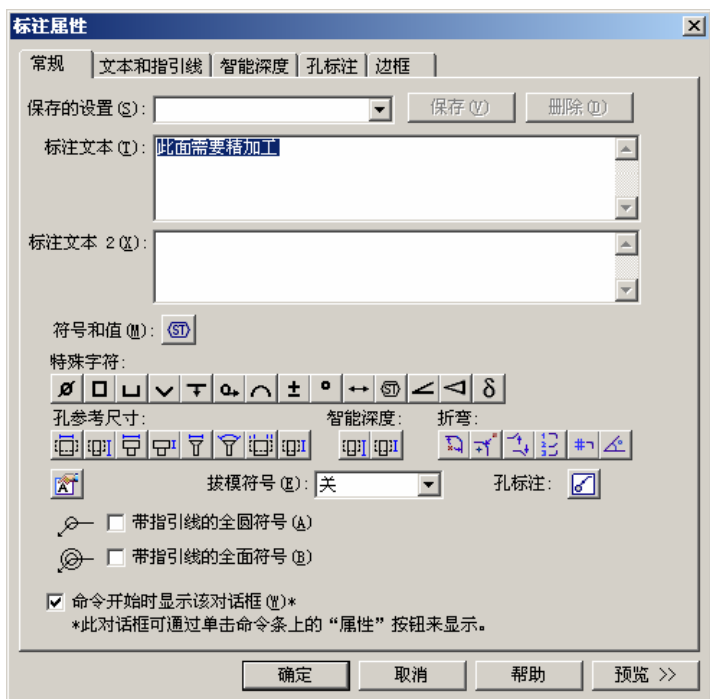 标注属性
常规 文本和指引线 智能深度 孔标注 边框
保存的设置(S): 保存(V) 删除(D)
标注文本(T): 此面需要精加工
标注文本 2(X):
符号和值(M): ST
特殊字符:
Ø □ ⌴ ∨ ↧ ⌒ ± ° ↔ ST ∠ ⊲ δ
孔参考尺寸: 智能深度: 折弯:
A 拔模符号(E): 关 孔标注:
带指引线的全圆符号(A)
带指引线的全面符号(B)
命令开始时显示该对话框(W)*
*此对话框可通过单击命令条上的“属性”按钮来显示。
确定 取消 帮助 预览 >>